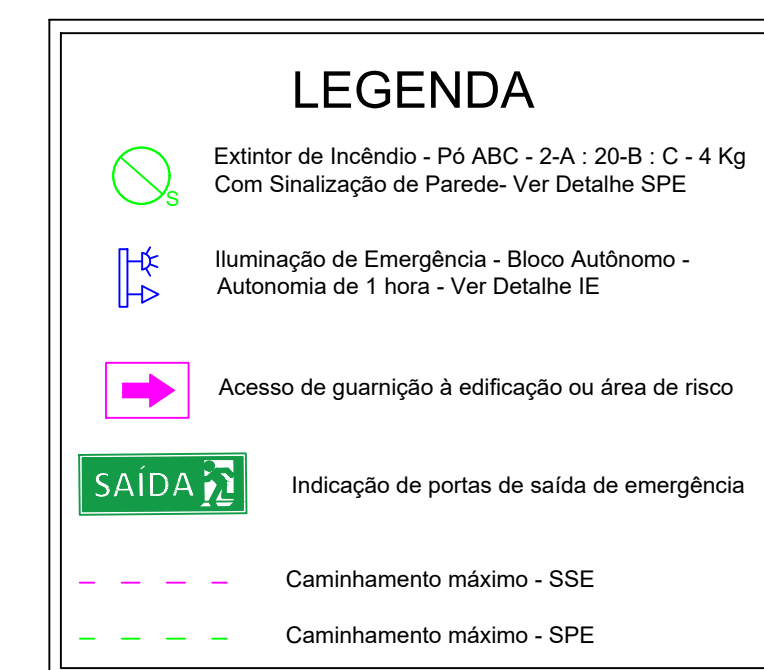 LEGENDA
Extintor de Incêndio - Pó ABC - 2-A : 20-B : C - 4 Kg
Com Sinalização de Parede- Ver Detalhe SPE
S
Iluminação de Emergência - Bloco Autônomo -
Autonomia de 1 hora - Ver Detalhe IE
Acesso de guarnição à edificação ou área de risco
SAÍDA
Indicação de portas de saída de emergência
Caminhamento máximo - SSE
Caminhamento máximo - SPE